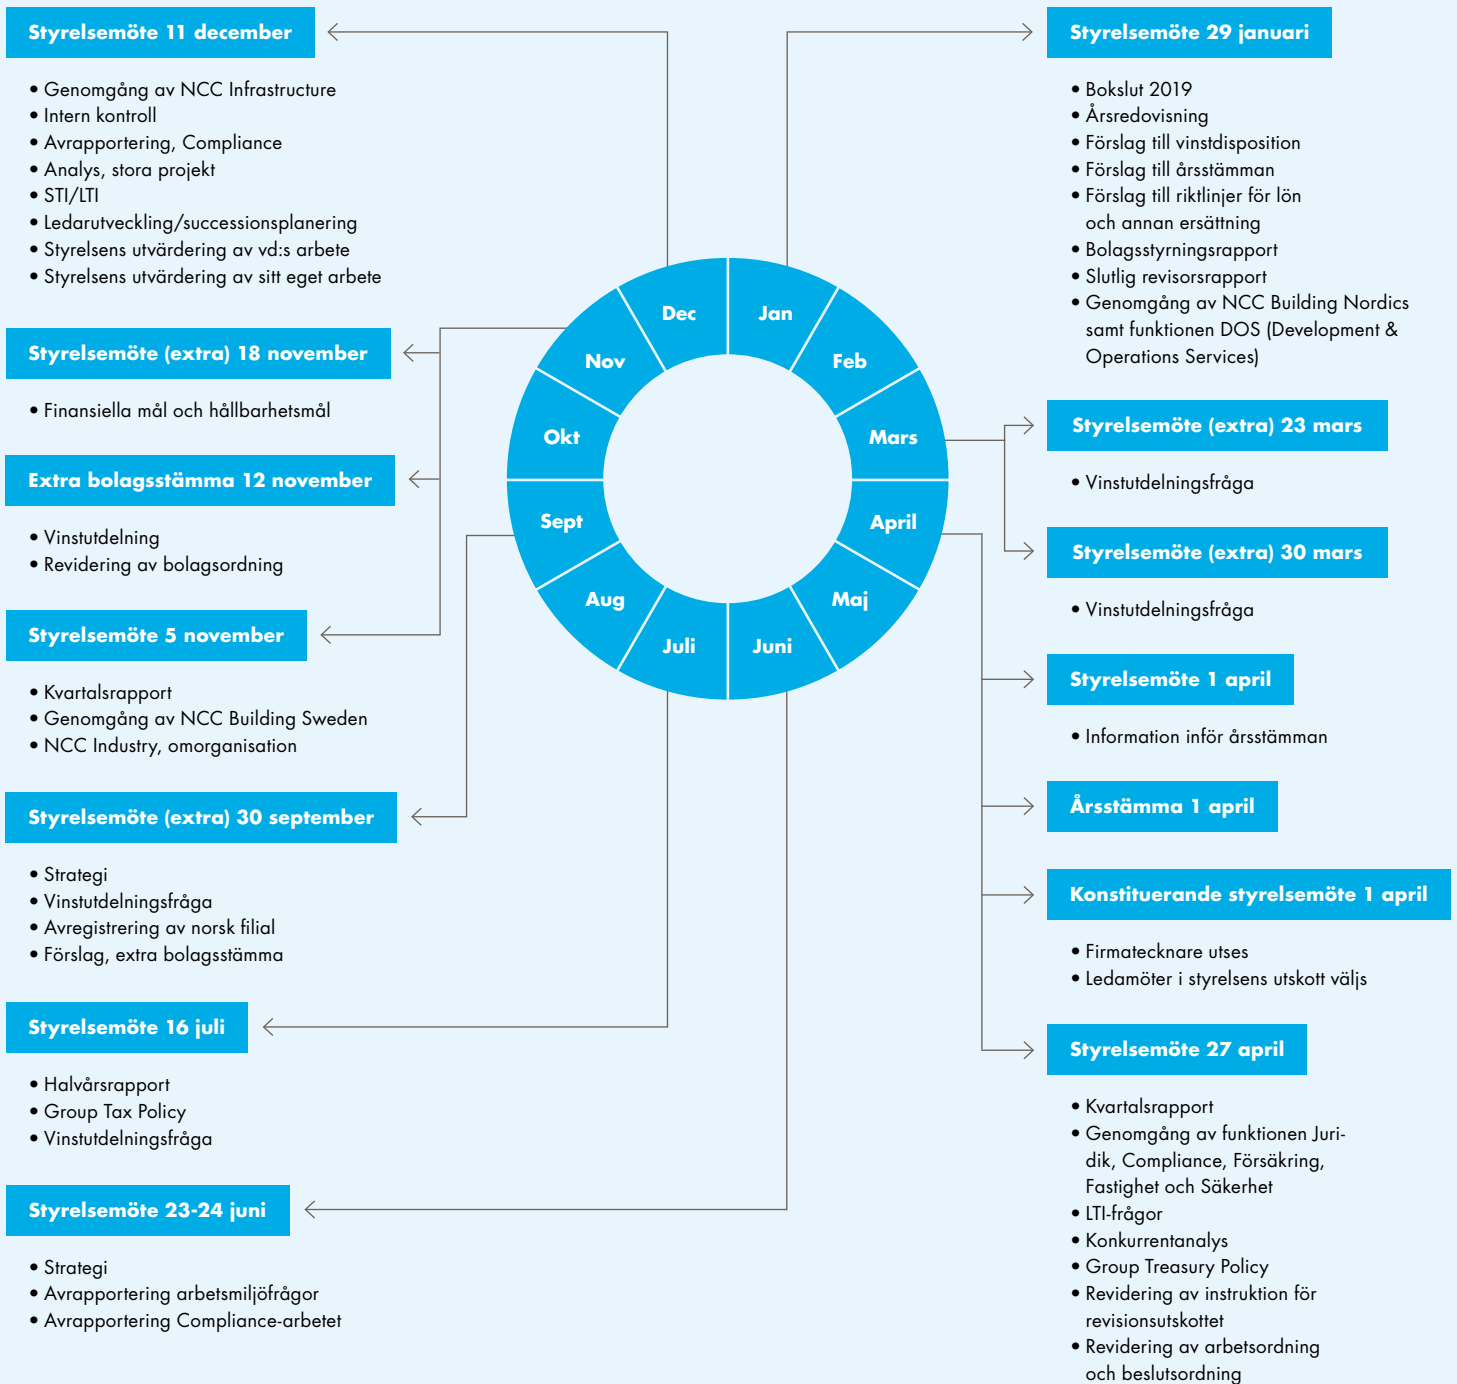 Styrelsemöte 11 december
• Genomgång av NCC Infrastructure
• Intern kontroll
• Avrapportering, Compliance
• Analys, stora projekt
• STI/LTI
• Ledarutveckling/successionsplanering
• Styrelsens utvärdering av vd:s arbete
• Styrelsens utvärdering av sitt eget arbete
Styrelsemöte (extra) 18 november
• Finansiella mål och hållbarhetsmål
Extra bolagsstämma 12 november
• Vinstutdelning
• Revidering av bolagsordning
Styrelsemöte 5 november
• Kvartalsrapport
• Genomgång av NCC Building Sweden
• NCC Industry, omorganisation
Styrelsemöte (extra) 30 september
• Strategi
• Vinstutdelningsfråga
• Avregistrering av norsk filial
• Förslag, extra bolagsstämma
Styrelsemöte 16 juli
• Halvårsrapport
• Group Tax Policy
• Vinstutdelningsfråga
Styrelsemöte 23-24 juni
• Strategi
• Avrapportering arbetsmiljöfrågor
• Avrapportering Compliance-arbetet
Jan
Feb
Mars
April
Maj
Juni
Juli
Aug
Sept
Okt
Nov
Dec
Styrelsemöte 29 januari
• Bokslut 2019
• Årsredovisning
• Förslag till vinstdisposition
• Förslag till årsstämman
• Förslag till riktlinjer för lön
och annan ersättning
• Bolagsstyrningsrapport
• Slutlig revisorsrapport
• Genomgång av NCC Building Nordics
samt funktionen DOS (Development &
Operations Services)
Styrelsemöte (extra) 23 mars
• Vinstutdelningsfråga
Styrelsemöte (extra) 30 mars
• Vinstutdelningsfråga
Styrelsemöte 1 april
• Information inför årsstämman
Årsstämma 1 april
Konstituerande styrelsemöte 1 april
• Firmatecknare utses
• Ledamöter i styrelsens utskott väljs
Styrelsemöte 27 april
• Kvartalsrapport
• Genomgång av funktionen Juri-
dik, Compliance, Försäkring,
Fastighet och Säkerhet
• LTI-frågor
• Konkurrentanalys
• Group Treasury Policy
• Revidering av instruktion för
revisionsutskottet
• Revidering av arbetsordning
och beslutsordning